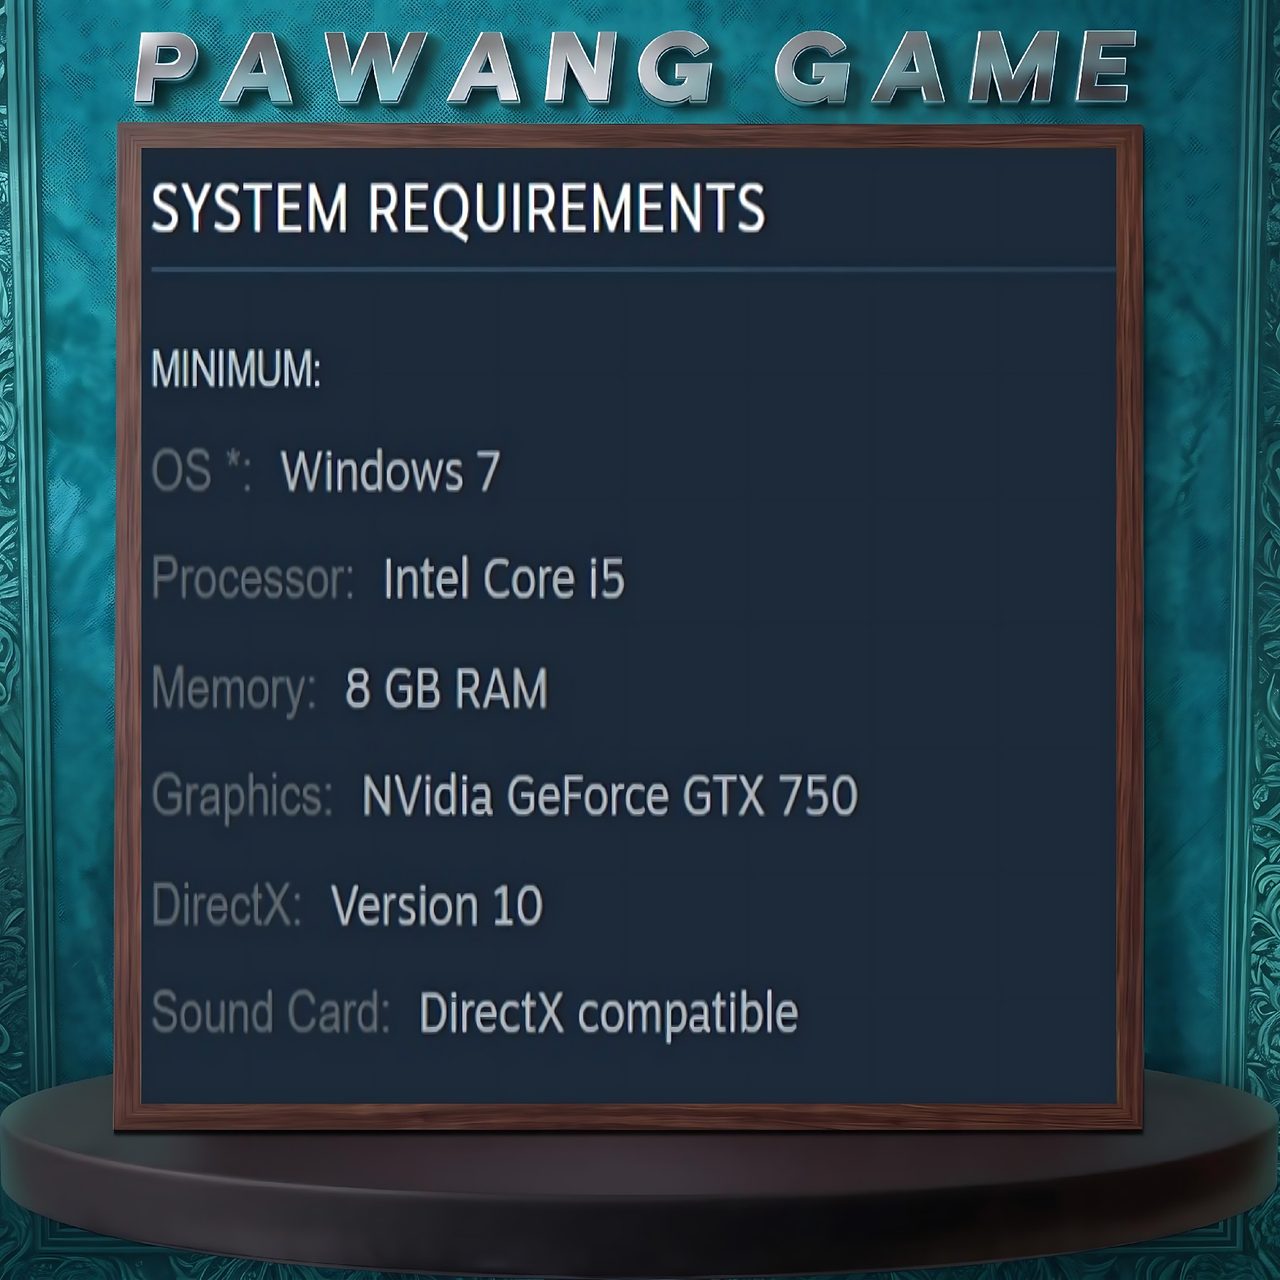 PAWANG GAME
SYSTEM REQUIREMENTS
MINIMUM:
OS *: Windows 7
Processor: Intel Core i5
Memory: 8 GB RAM
Graphics: NVidia GeForce GTX 750
DirectX: Version 10
Sound Card: DirectX compatible